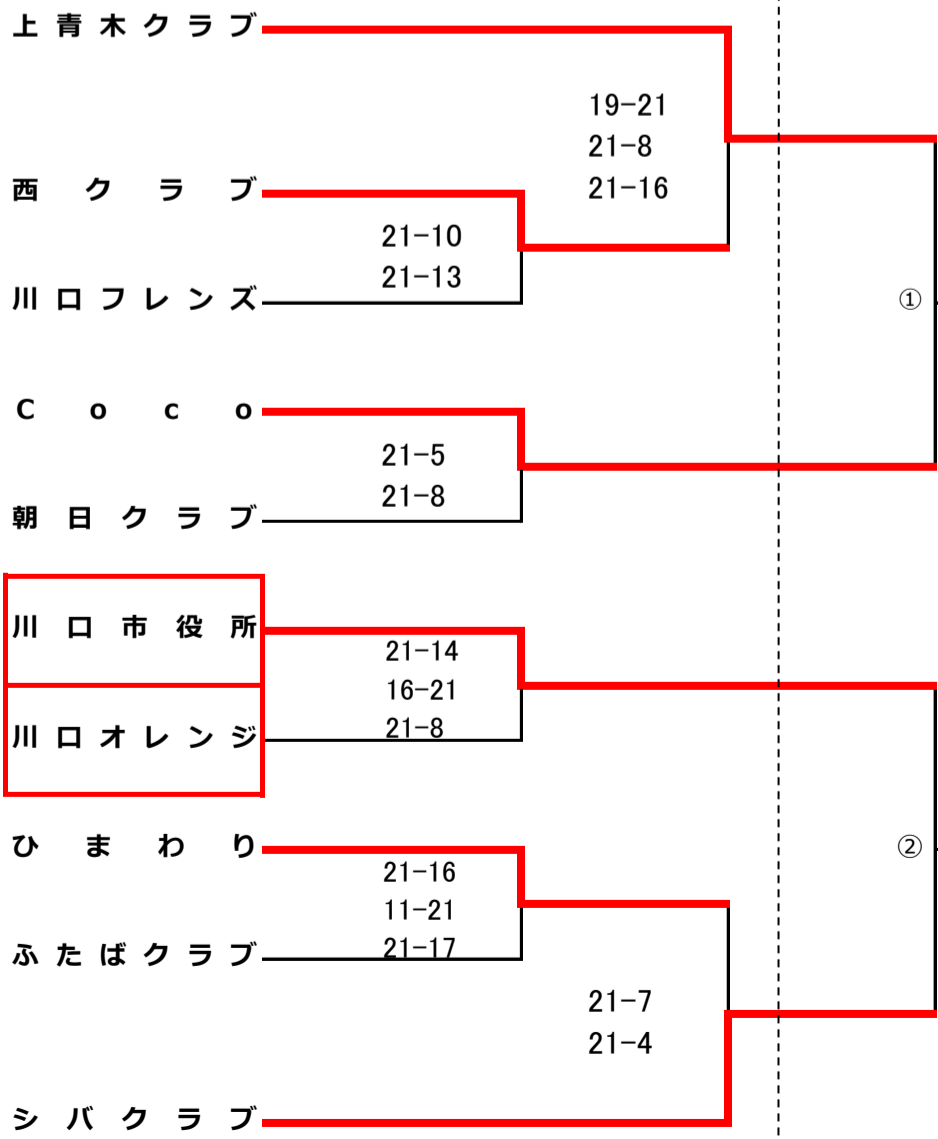 上青木クラブ
19-21
21-8
21-16
西クラブ
21-10
21-13
川口フレンズ
①
Coco
21-5
21-8
朝日クラブ
川口市役所
21-14
16-21
21-8
川口オレンジ
ひまわり
②
21-16
11-21
21-17
ふたばクラブ
21-7
21-4
シバクラブ